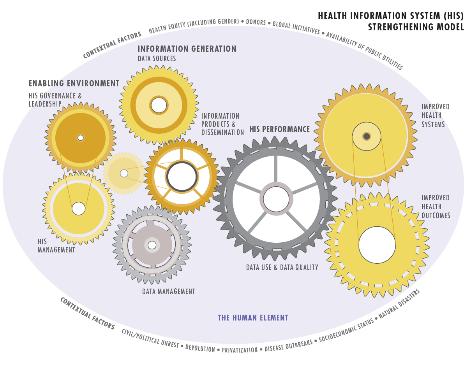 HEALTH INFORMATION SYSTEM (HIS)
STRENGTHENING MODEL
CONTEXTUAL FACTORS HEALTH EQUITY (INCLUDING GENDER) • DONORS • GLOBAL INITIATIVES • AVAILABILITY OF PUBLIC UTILITIES
INFORMATION GENERATION
DATA SOURCES
ENABLING ENVIRONMENT
HIS GOVERNANCE &
LEADERSHIP
INFORMATION
PRODUCTS &
DISSEMINATION
HIS PERFORMANCE
IMPROVED
HEALTH
SYSTEMS
IMPROVED
HEALTH
OUTCOMES
HIS
MANAGEMENT
DATA MANAGEMENT
DATA USE & DATA QUALITY
THE HUMAN ELEMENT
CONTEXTUAL FACTORS CIVIL/POLITICAL UNREST • DEVOLUTION • PRIVATIZATION • DISEASE OUTBREAKS • SOCIOECONOMIC STATUS • NATURAL DISASTERS